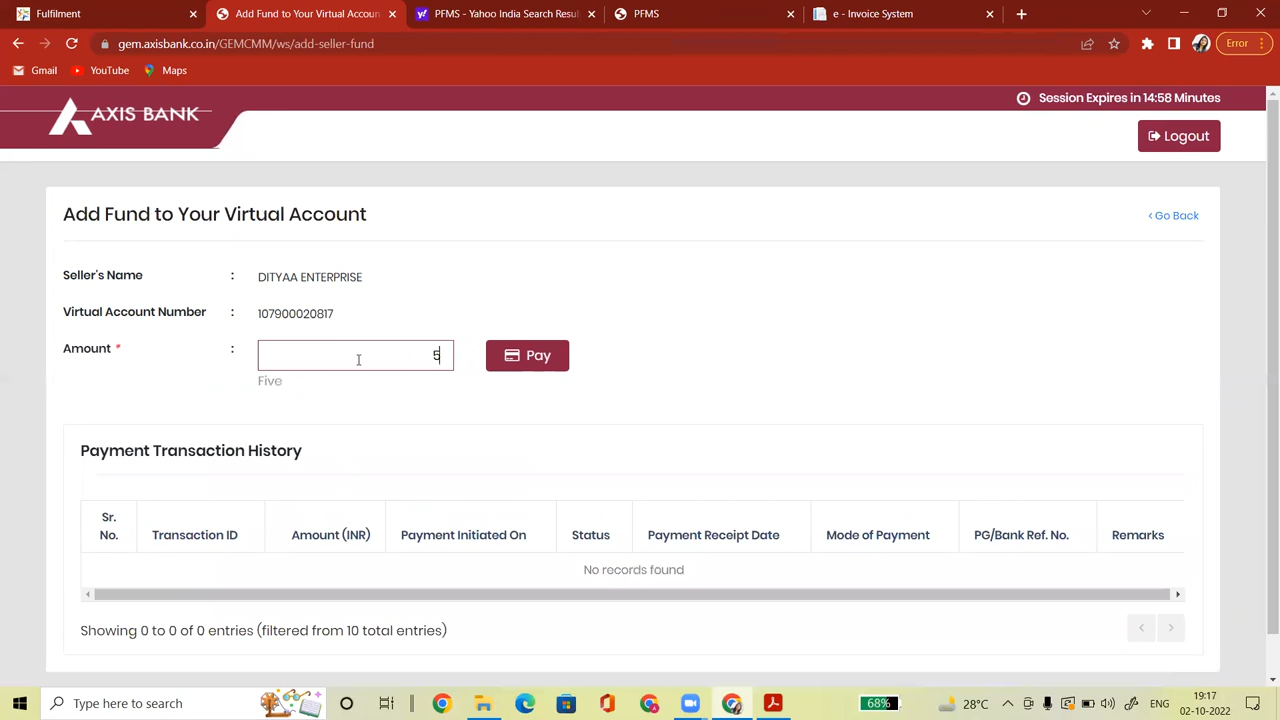 Fulfilment
Add Fund to Your Virtual Accoun
PFMS - Yahoo India Search Resul
PFMS
e - Invoice System
gem.axisbank.co.in/GEMCMM/ws/add-seller-fund
Error
Gmail
YouTube
Maps
Session Expires in 14:58 Minutes
AXIS BANK
Logout
Add Fund to Your Virtual Account
< Go Back
Seller's Name : DITYAA ENTERPRISE
Virtual Account Number : 107900020817
Amount * : 5
Pay
Five
Payment Transaction History
Sr. No.
Transaction ID
Amount (INR)
Payment Initiated On
Status
Payment Receipt Date
Mode of Payment
PG/Bank Ref. No.
Remarks
No records found
Showing 0 to 0 of 0 entries (filtered from 10 total entries)
Type here to search
68%
28°C
ENG
19:17
02-10-2022